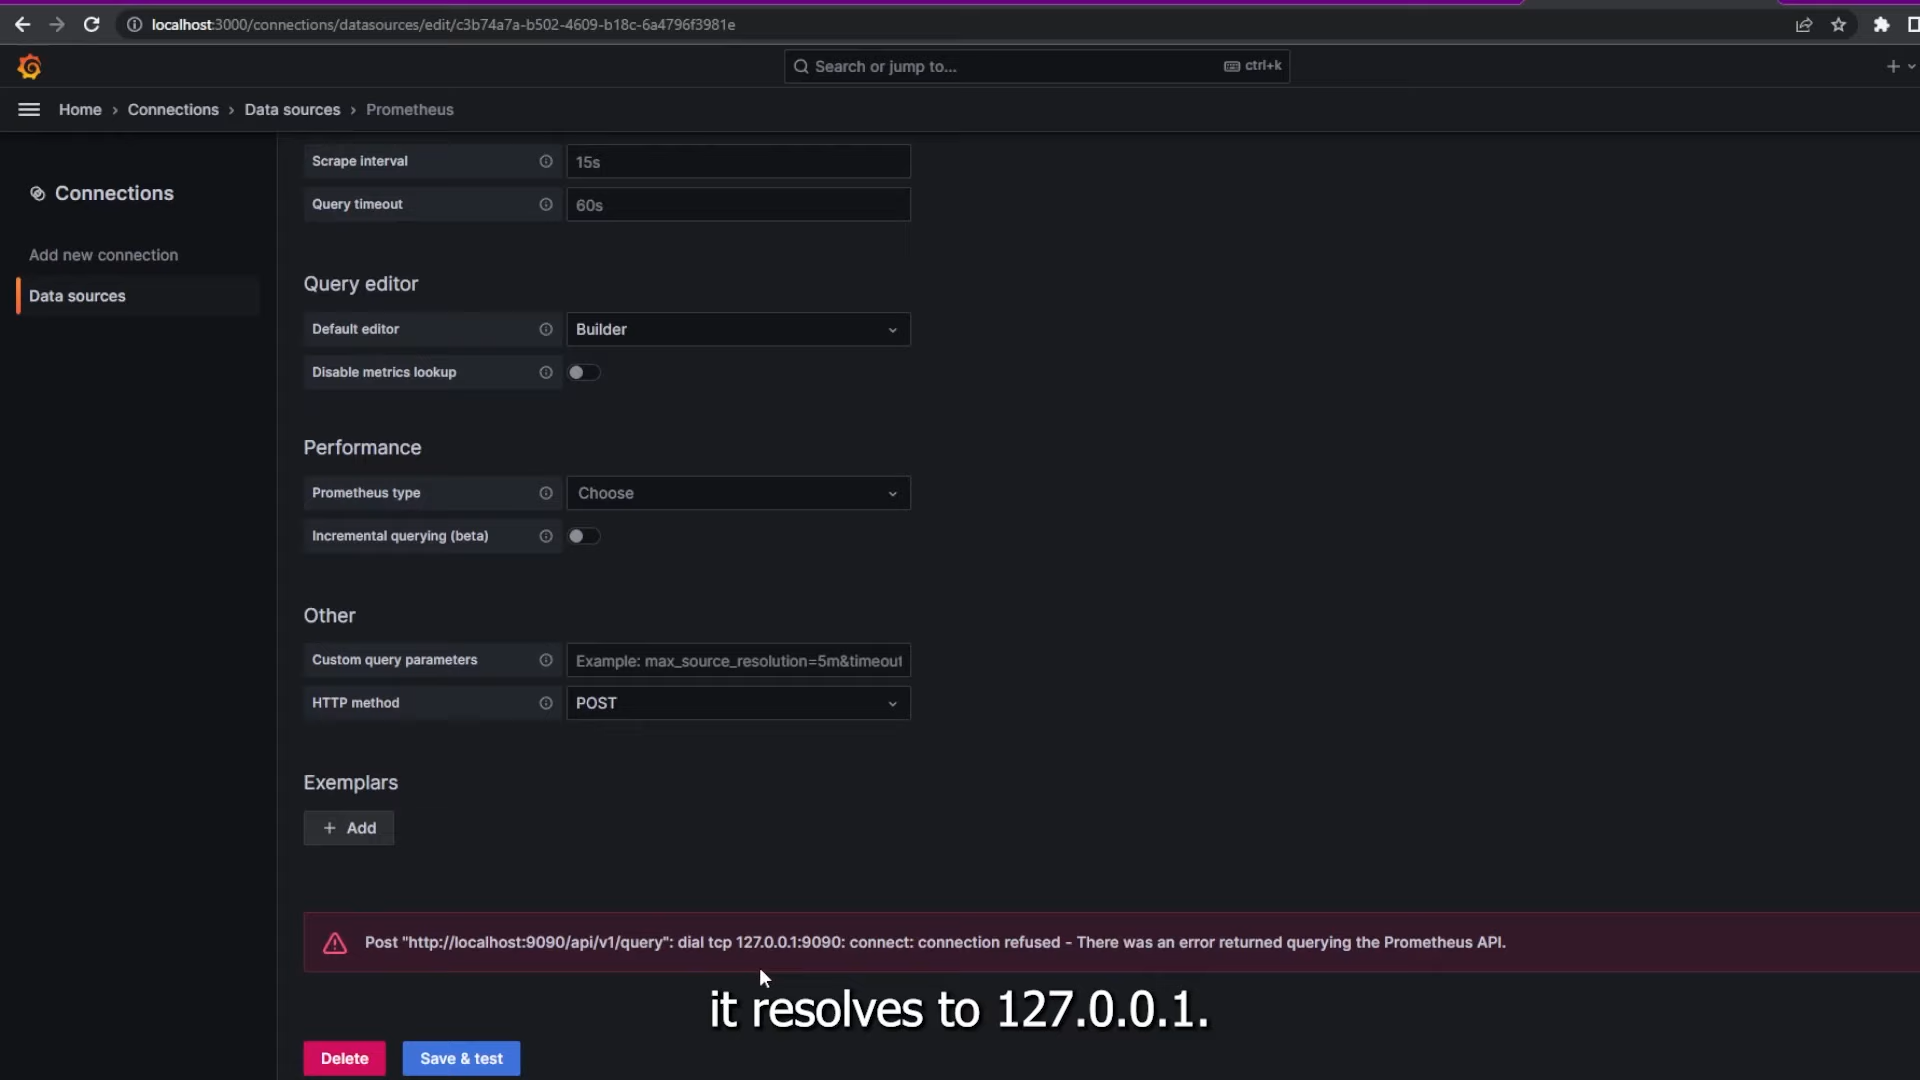 localhost:3000/connections/datasources/edit/c3b74a7a-b502-4609-b18c-6a4796f3981e
Search or jump to...
ctrl+k
Home › Connections › Data sources › Prometheus
Connections
Add new connection
Data sources
Scrape interval
15s
Query timeout
60s
Query editor
Default editor
Builder
Disable metrics lookup
Performance
Prometheus type
Choose
Incremental querying (beta)
Other
Custom query parameters
Example: max_source_resolution=5m&timeout
HTTP method
POST
Exemplars
+ Add
Post "http://localhost:9090/api/v1/query": dial tcp 127.0.0.1:9090: connect: connection refused - There was an error returned querying the Prometheus API.
it resolves to 127.0.0.1.
Delete
Save & test